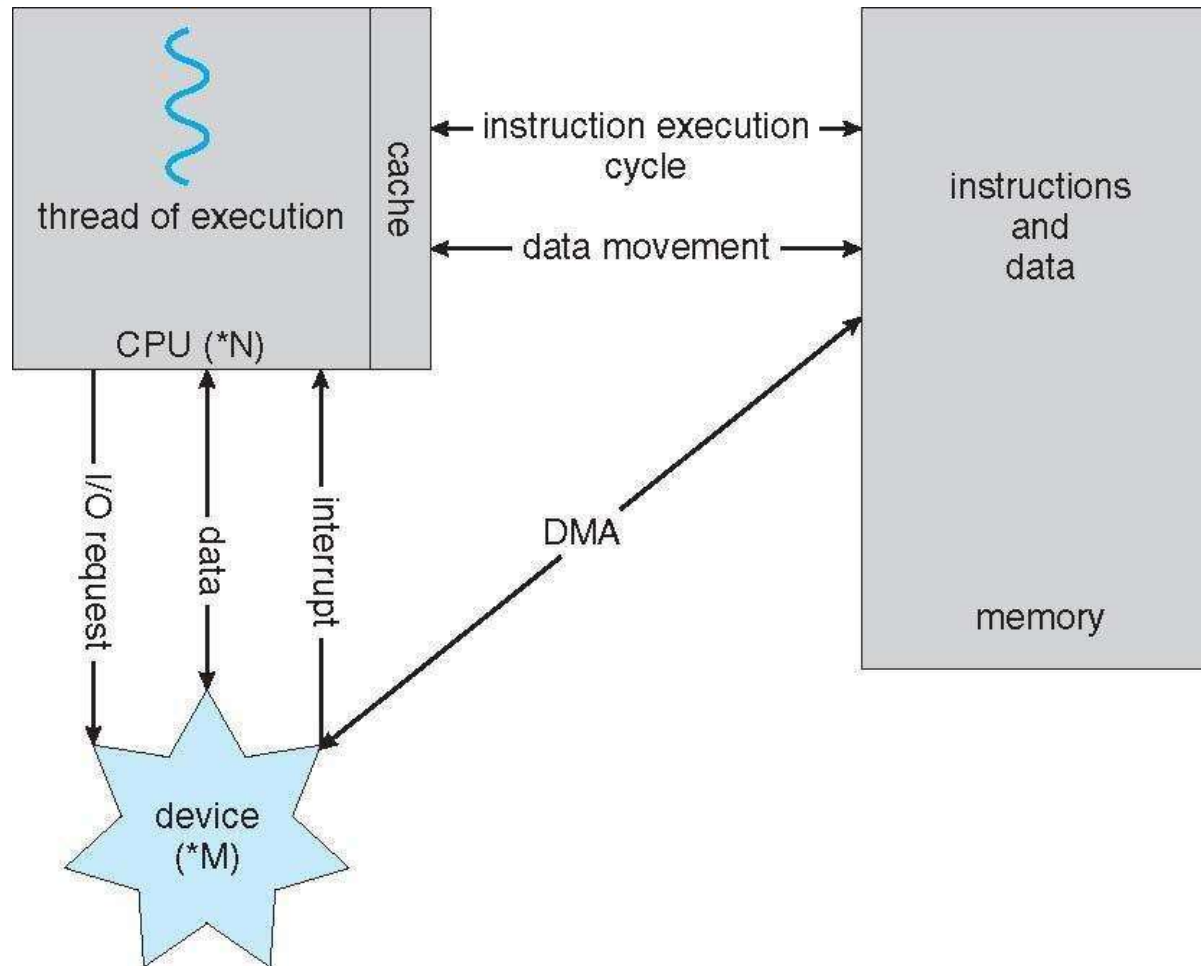 thread of execution
cache
CPU (*N)
instruction execution
cycle
data movement
instructions
and
data
memory
I/O request
data
interrupt
DMA
device
(*M)